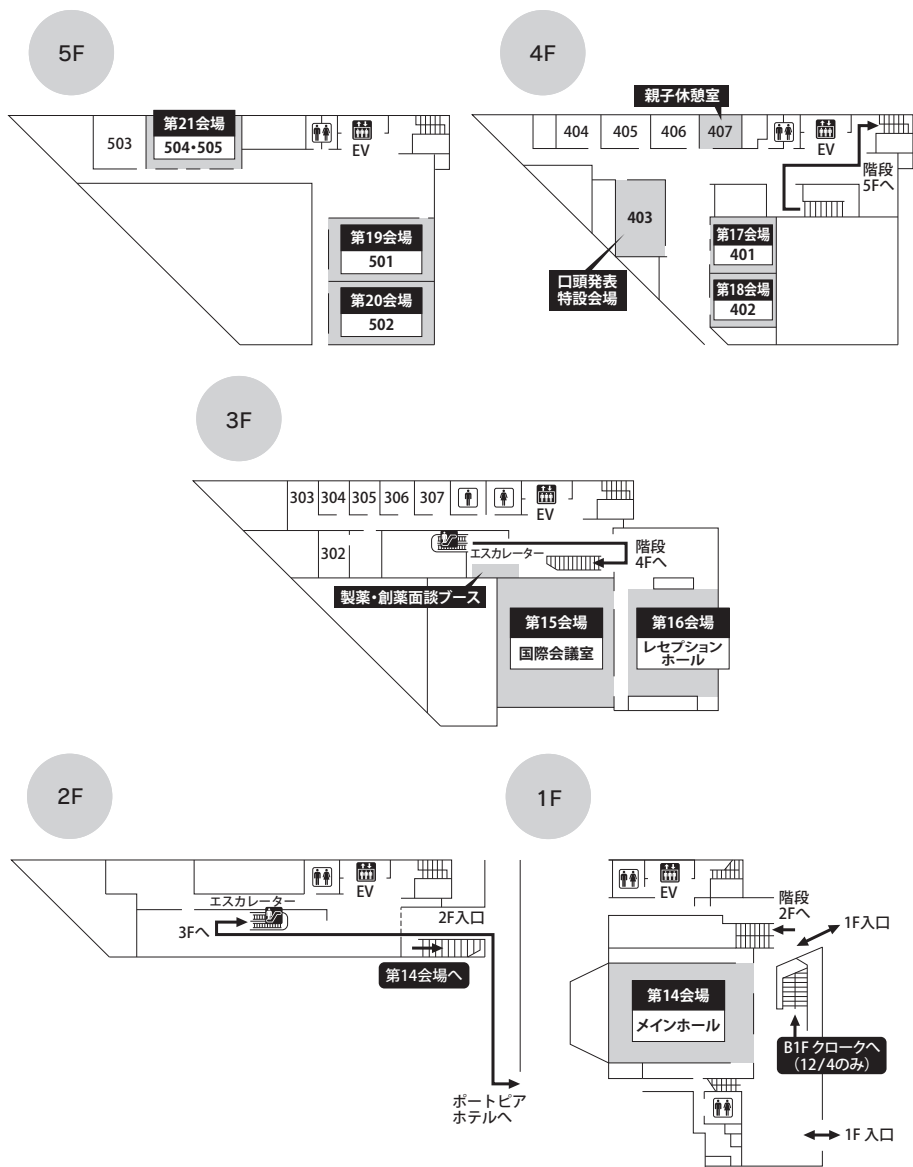 5F
503
第21会場
504・505
EV
第19会場
501
第20会場
502
4F
親子休憩室
404
405
406
407
EV
階段
5Fへ
403
口頭発表
特設会場
第17会場
401
第18会場
402
3F
303
304
305
306
307
EV
302
エスカレーター
階段
4Fへ
製薬・創薬面談ブース
第15会場
国際会議室
第16会場
レセプション
ホール
2F
EV
エスカレーター
3Fへ
2F入口
第14会場へ
ポートピア
ホテルへ
1F
EV
階段
2Fへ
1F入口
第14会場
メインホール
B1F クロークへ
(12/4のみ)
1F 入口